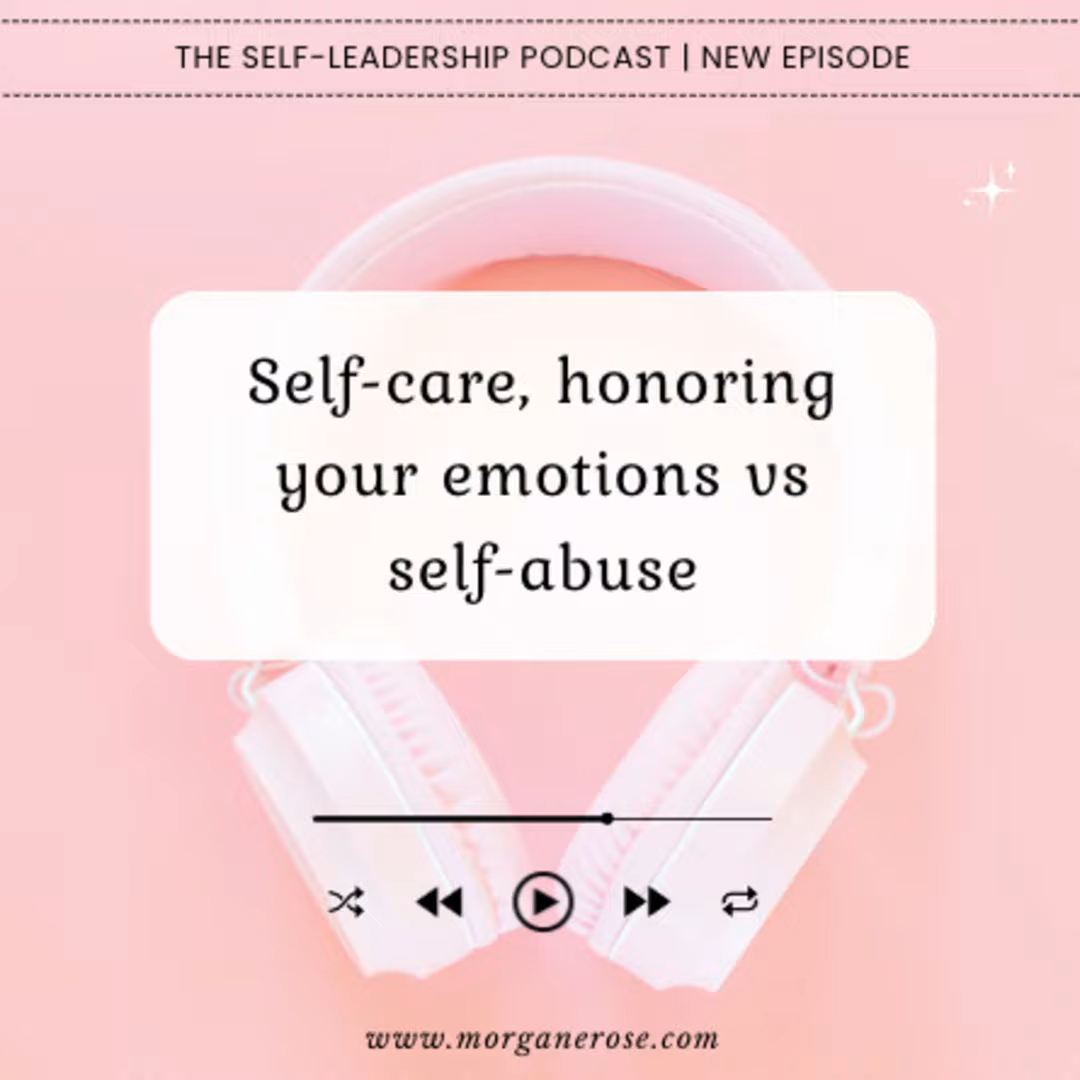 THE SELF-LEADERSHIP PODCAST | NEW EPISODE
Self-care, honoring
your emotions vs
self-abuse
www.morganerose.com